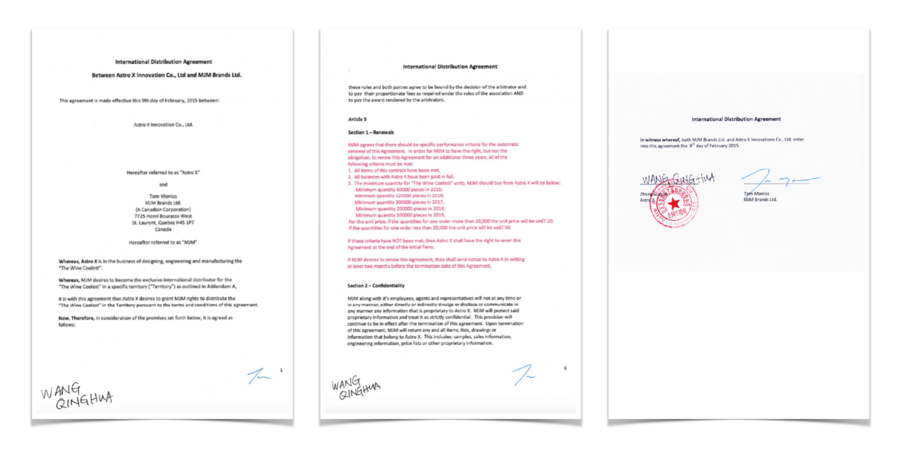 International Distribution Agreement
Between Astro X Innovation Co., Ltd and MJM Brands Ltd.
This agreement is made effective this 9th day of February, 2015 between:
Astro X Innovation Co., Ltd.
Hereafter referred to as "Astro X"
and
Tom Moniss
MJM Brands Ltd.
(A Canadian Corporation)
7725 Bourassa West
St. Laurent, Quebec
Canada
Hereafter referred to as "MJM"
Whereas, Astro X is in the business of designing, engineering and manufacturing the
"The Wine Coolest".
Whereas, MJM desires to become the exclusive international distributor for the
"The Wine Coolest" in a specific territory ("Territory") as outlined in Addendum A,
It is with this agreement that Astro X desires to grant MJM rights to distribute the
"The Wine Coolest" in the Territory pursuant to the terms and conditions of this agreement.
Now, Therefore, in consideration of the promises set forth below, it is agreed as
follows:
1
WANG
QINGHUA
International Distribution Agreement
these rules and both parties agree to be bound by the decision of the arbitrator and
to pay their proportionate fees as required under the rules of the association AND
to pay the award rendered by the arbitrators.
Article 5
Section 1 – Renewals
MJM agrees that there should be specific performance criteria for the automatic
renewal of this Agreement. In order for MJM to have the right, but not the
obligation, to renew this Agreement for an additional three years, all of the
following criteria must be met:
1. All items of this contract have been met.
2. All balances with Astro X have been paid in full.
3. The minimum quantity for "The Wine Coolest" units, MJM should buy from Astro X will be below:
Minimum quantity 60000 pieces in 2015;
Minimum quantity 120000 pieces in 2016;
Minimum quantity 200000 pieces in 2017;
Minimum quantity 200000 pieces in 2018;
Minimum quantity 200000 pieces in 2019;
For the unit price, if the quantities for one order more than 20,000 the unit price will be
if the quantities for one order less than 20,000 the unit price will be
If these criteria have NOT been met, then Astro X shall have the right to sever this
Agreement at the end of the Initial Term.
If MJM desires to renew this Agreement, they shall send notice to Astro X in writing
at least two months before the termination date of this Agreement.
Section 2 – Confidentiality
MJM along with it's employees, agents and representatives will not at any time or
in any manner, either directly or indirectly divulge or disclose or communicate in
any manner any information that is proprietary to Astro X. MJM will protect said
proprietary information and treat it as strictly confidential. This provision will
continue to be in effect after the termination of this agreement. Upon termination
of this agreement, MJM will return any and all items, lists, drawings or
information that belong to Astro X. This includes: samples, sales information,
engineering information, price lists or other proprietary information.
6
WANG
QINGHUA
International Distribution Agreement
In witness whereof, both MJM Brands Ltd. and Astro X Innovations Co., Ltd. enter
into this agreement the 9th day of February 2015.
WANG QING-HUA
Astro X
Tom Moniss
MJM Brands Ltd.